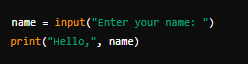 name = input("Enter your name: ")
print("Hello,", name)